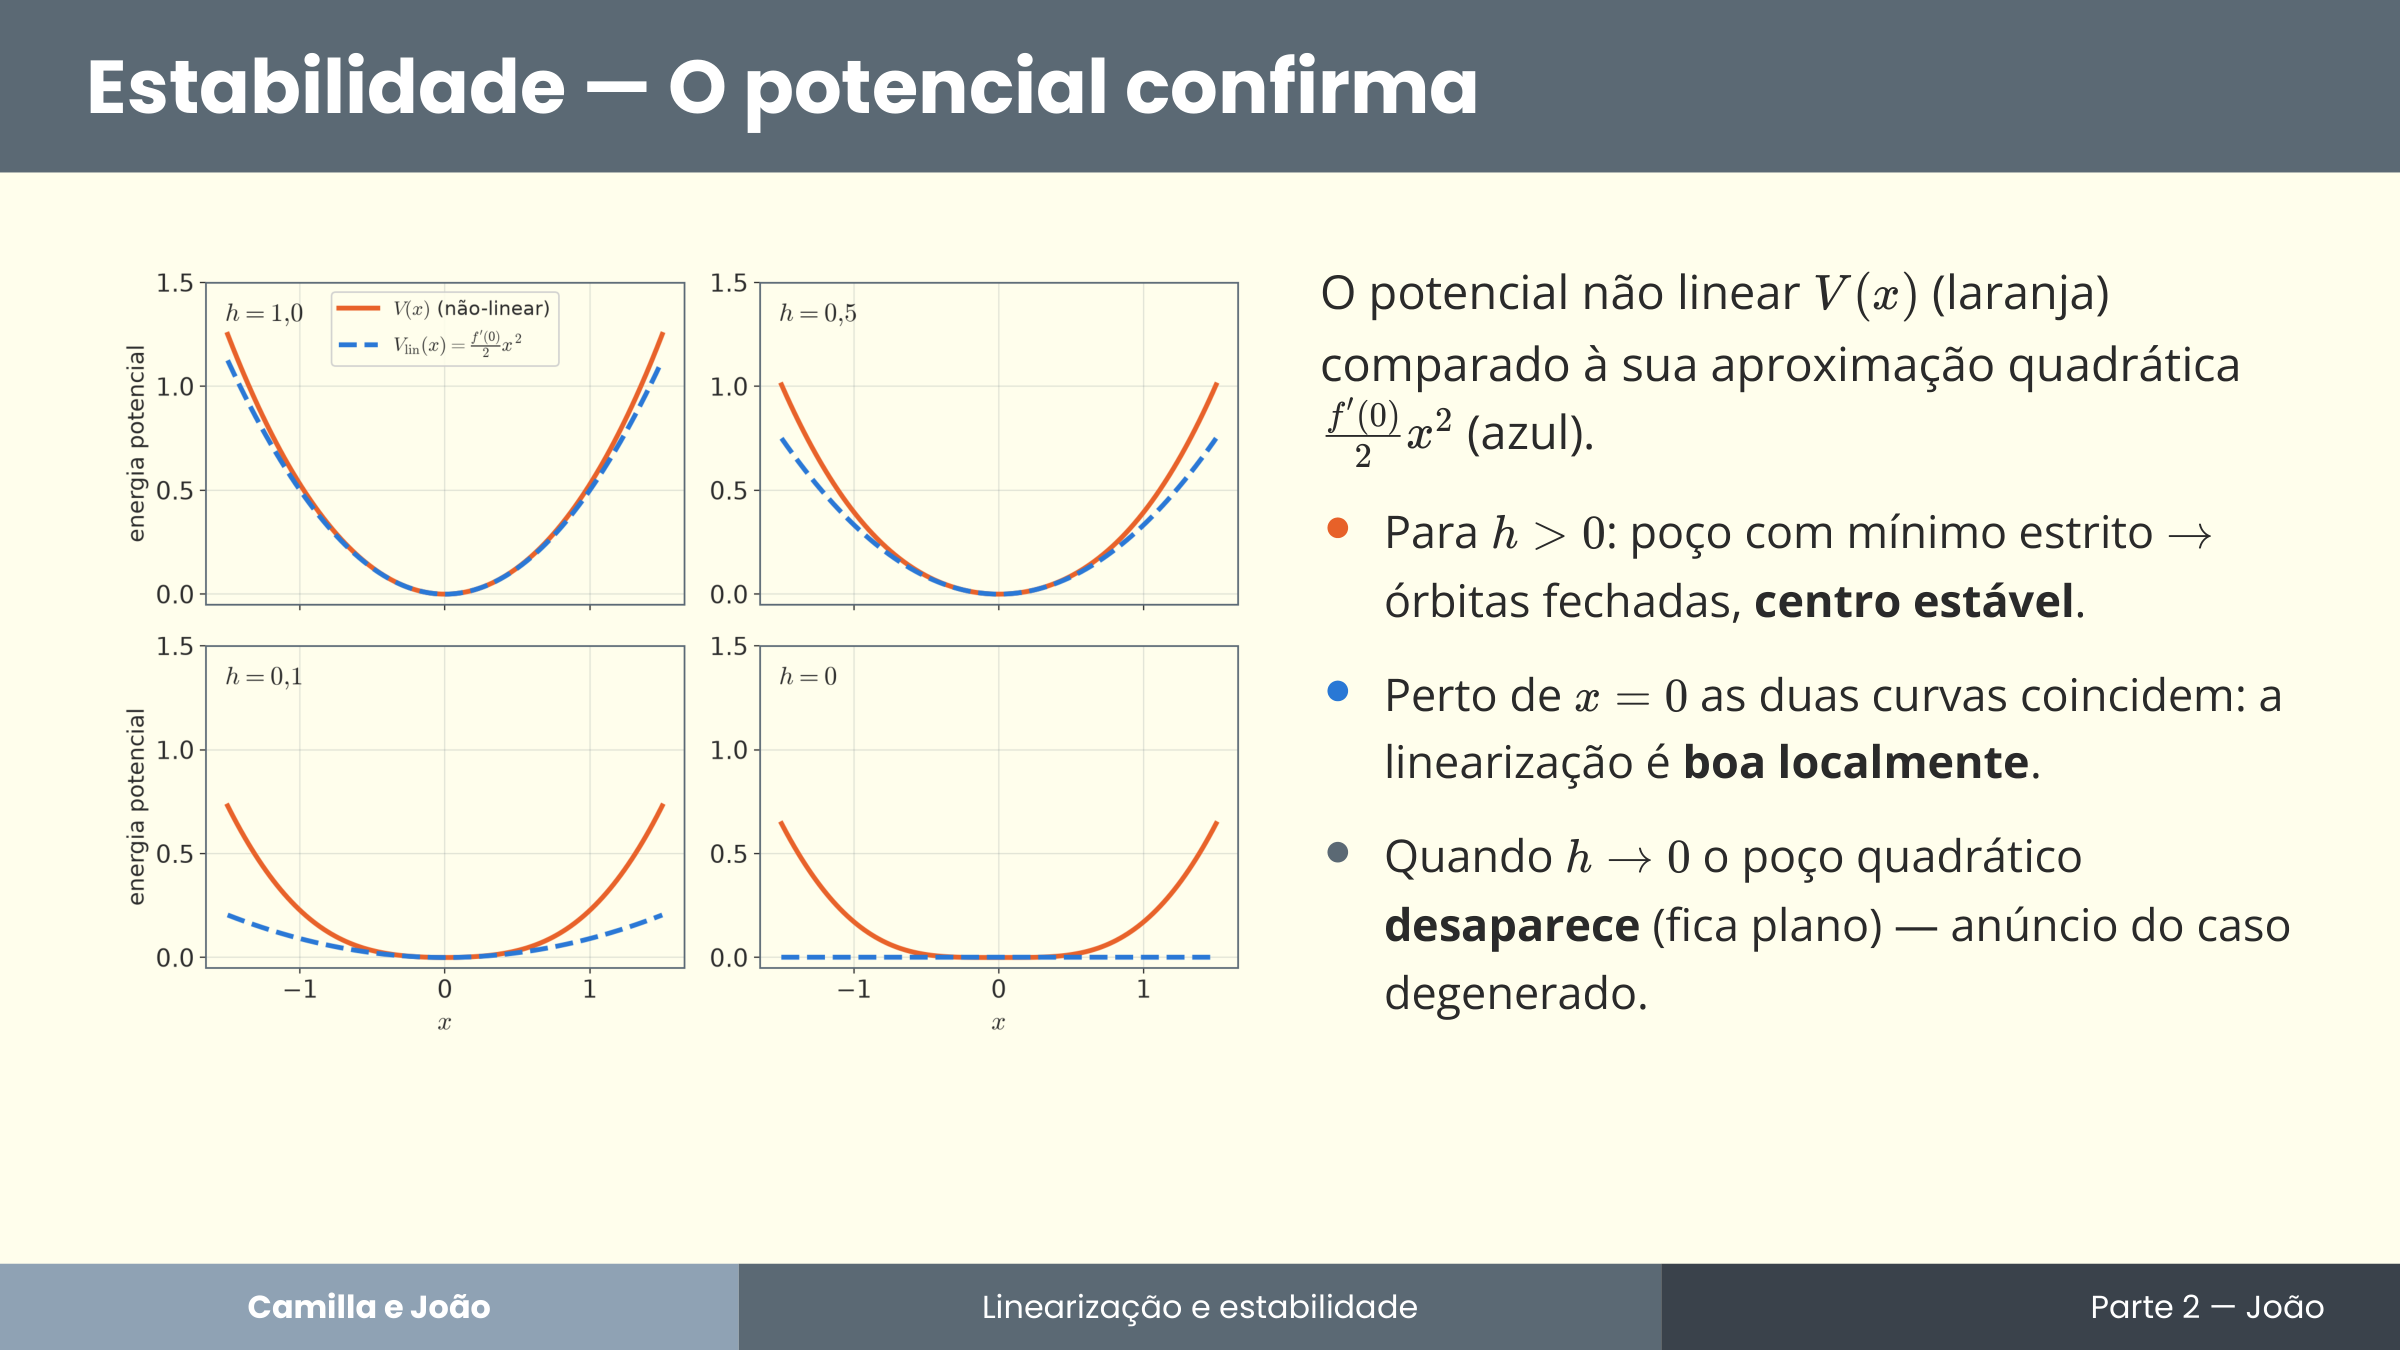 Estabilidade — O potencial confirma
1.5
1.0
0.5
0.0
energia potencial
h = 1,0
V(x) (não-linear)
V_lin(x) = f′(0)/2 x²
1.5
1.0
0.5
0.0
h = 0,5
1.5
1.0
0.5
0.0
energia potencial
h = 0,1
−1 0 1
x
1.5
1.0
0.5
0.0
h = 0
−1 0 1
x
O potencial não linear V(x) (laranja)
comparado à sua aproximação quadrática
f′(0)/2 x² (azul).
• Para h > 0: poço com mínimo estrito →
órbitas fechadas, centro estável.
• Perto de x = 0 as duas curvas coincidem: a
linearização é boa localmente.
• Quando h → 0 o poço quadrático
desaparece (fica plano) — anúncio do caso
degenerado.
Camilla e João
Linearização e estabilidade
Parte 2 — João